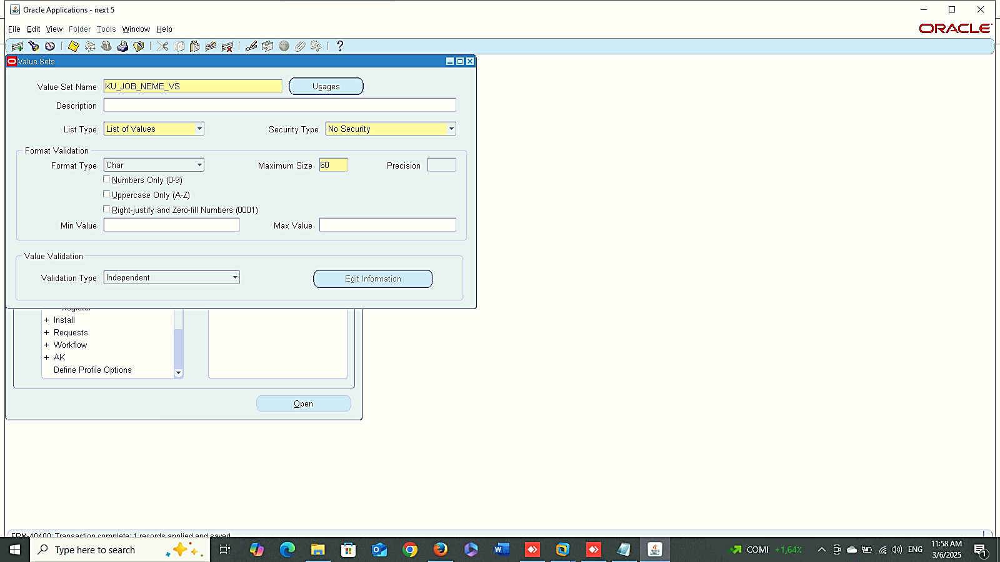 Oracle Applications - next 5
File Edit View Folder Tools Window Help
ORACLE
Value Sets
Value Set Name KU_JOB_NEME_VS Usages
Description
List Type List of Values Security Type No Security
Format Validation
Format Type Char Maximum Size 60 Precision
Numbers Only (0-9)
Uppercase Only (A-Z)
Right-justify and Zero-fill Numbers (0001)
Min Value Max Value
Value Validation
Validation Type Independent Edit Information
Register
+ Install
+ Requests
+ Workflow
+ AK
Define Profile Options
Open
FRM-40400: Transaction complete: 1 records applied and saved.
Type here to search
COMI +1,64%
ENG
11:58 AM
3/6/2025
1